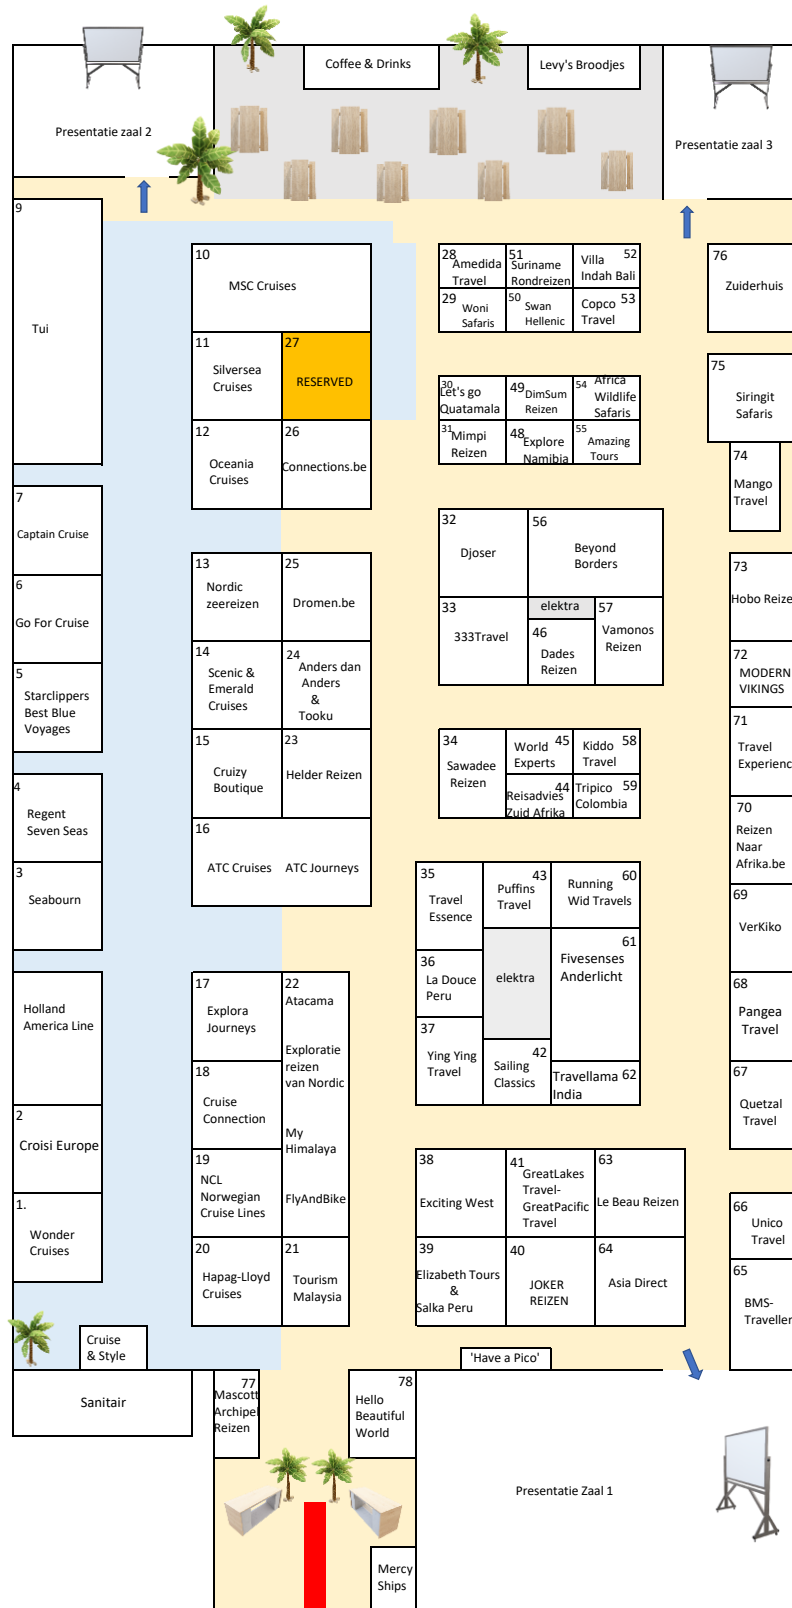 Coffee & Drinks
Levy's Broodjes
Presentatie zaal 2
Presentatie zaal 3
9
Tui
10
MSC Cruises
11
Silversea
Cruises
27
RESERVED
12
Oceania
Cruises
26
Connections.be
28
Amedida
Travel
51
Suriname
Rondreizen
52
Villa
Indah Bali
29
Woni
Safaris
50
Swan
Hellenic
53
Copco
Travel
76
Zuiderhuis
30
Let's go
Quatamala
49
DimSum
Reizen
54
Africa
Wildlife
Safaris
31
Mimpi
Reizen
48
Explore
Namibia
55
Amazing
Tours
75
Siringit
Safaris
74
Mango
Travel
7
Captain Cruise
6
Go For Cruise
5
Starclippers
Best Blue
Voyages
13
Nordic
zeereizen
25
Dromen.be
14
Scenic &
Emerald
Cruises
24
Anders dan
Anders
&
Tooku
15
Cruizy
Boutique
23
Helder Reizen
16
ATC Cruises ATC Journeys
32
Djoser
56
Beyond
Borders
33
333Travel
elektra
46
Dades
Reizen
57
Vamonos
Reizen
73
Hobo Reize
72
MODERN
VIKINGS
71
Travel
Experienc
70
Reizen
Naar
Afrika.be
69
VerKiko
68
Pangea
Travel
67
Quetzal
Travel
34
Sawadee
Reizen
World 45
Experts
Kiddo 58
Travel
44
Reisadvies
Zuid Afrika
Tripico 59
Colombia
4
Regent
Seven Seas
3
Seabourn
Holland
America Line
2
Croisi Europe
1.
Wonder
Cruises
35
Travel
Essence
43
Puffins
Travel
60
Running
Wid Travels
36
La Douce
Peru
elektra
61
Fivesenses
Anderlicht
37
Ying Ying
Travel
42
Sailing
Classics
Travellama 62
India
17
Explora
Journeys
22
Atacama
Exploratie
reizen
van Nordic
My
Himalaya
FlyAndBike
18
Cruise
Connection
19
NCL
Norwegian
Cruise Lines
20
Hapag-Lloyd
Cruises
21
Tourism
Malaysia
38
Exciting West
41
GreatLakes
Travel-
GreatPacific
Travel
63
Le Beau Reizen
39
Elizabeth Tours
&
Salka Peru
40
JOKER
REIZEN
64
Asia Direct
66
Unico
Travel
65
BMS-
Traveller
Cruise
& Style
'Have a Pico'
Sanitair
77
Mascott
Archipel
Reizen
78
Hello
Beautiful
World
Presentatie Zaal 1
Mercy
Ships